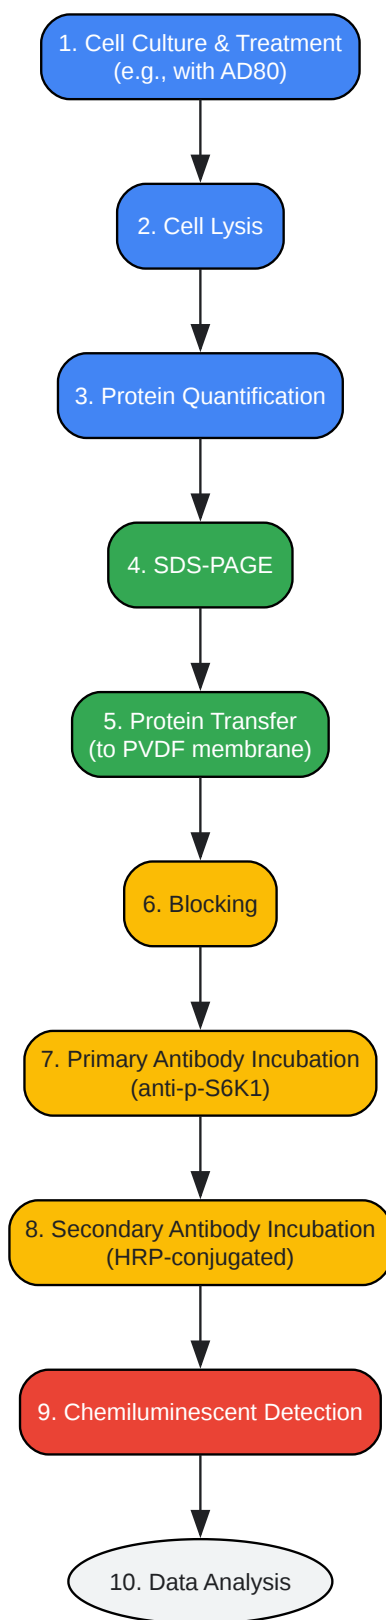 1. Cell Culture & Treatment
(e.g., with AD80)
2. Cell Lysis
3. Protein Quantification
4. SDS-PAGE
5. Protein Transfer
(to PVDF membrane)
6. Blocking
7. Primary Antibody Incubation
(anti-p-S6K1)
8. Secondary Antibody Incubation
(HRP-conjugated)
9. Chemiluminescent Detection
10. Data Analysis